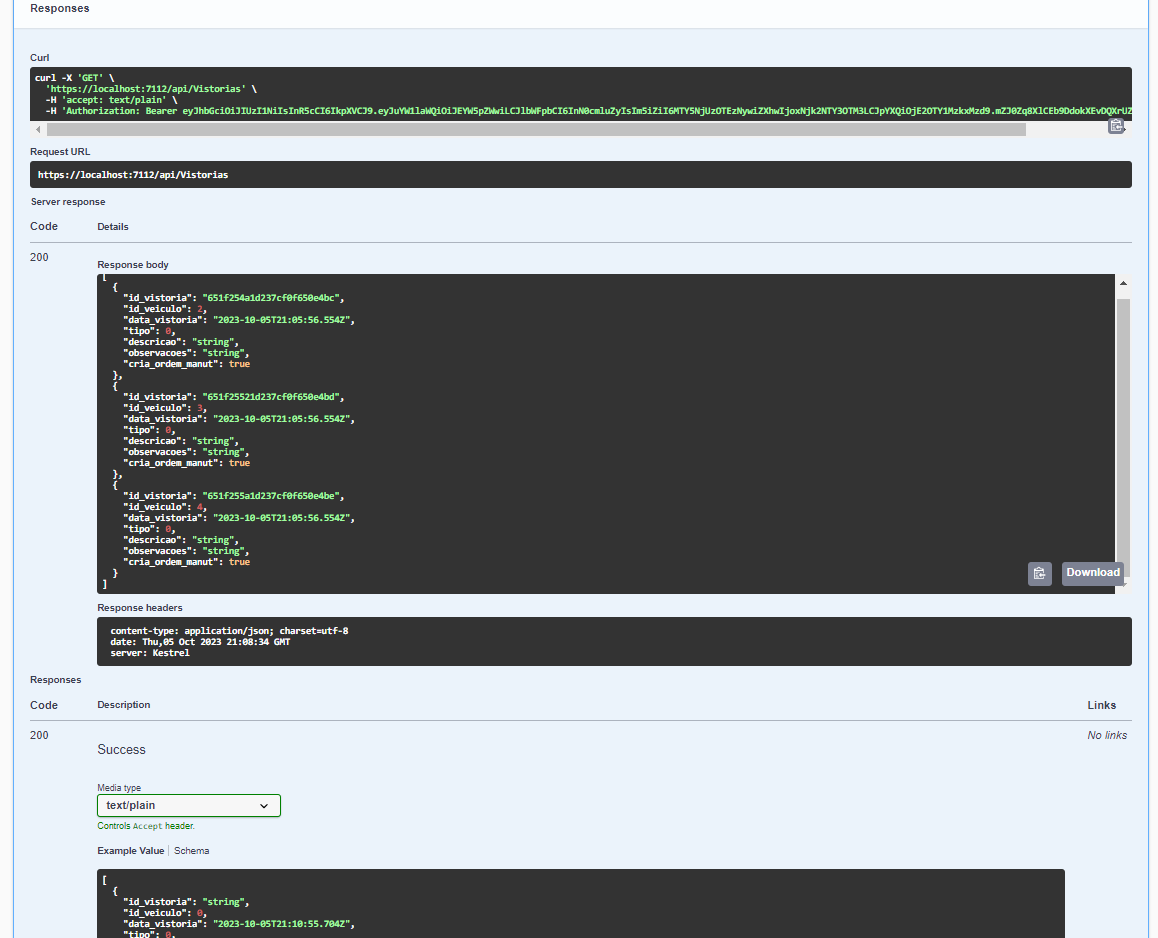 Responses
Curl
curl -X 'GET' \
'https://localhost:7112/api/Vistorias' \
-H 'accept: text/plain' \
-H 'Authorization: Bearer
Request URL
https://localhost:7112/api/Vistorias
Server response
Code Details
200
Response body
[
{
"id_vistoria": "651f254a1d237cf0f650e4bc",
"id_veiculo": 2,
"data_vistoria": "2023-10-05T21:05:56.554Z",
"tipo": 0,
"descricao": "string",
"observacoes": "string",
"cria_ordem_manut": true
},
{
"id_vistoria": "651f25521d237cf0f650e4bd",
"id_veiculo": 3,
"data_vistoria": "2023-10-05T21:05:56.554Z",
"tipo": 0,
"descricao": "string",
"observacoes": "string",
"cria_ordem_manut": true
},
{
"id_vistoria": "651f255a1d237cf0f650e4be",
"id_veiculo": 4,
"data_vistoria": "2023-10-05T21:05:56.554Z",
"tipo": 0,
"descricao": "string",
"observacoes": "string",
"cria_ordem_manut": true
}
]
Download
Response headers
content-type: application/json; charset=utf-8
date: Thu,05 Oct 2023 21:08:34 GMT
server: Kestrel
Responses
Code Description Links
200 No links
Success
Media type
text/plain
Controls Accept header.
Example Value Schema
[
{
"id_vistoria": "string",
"id_veiculo": 0,
"data_vistoria": "2023-10-05T21:10:55.704Z",
"tipo": 0,